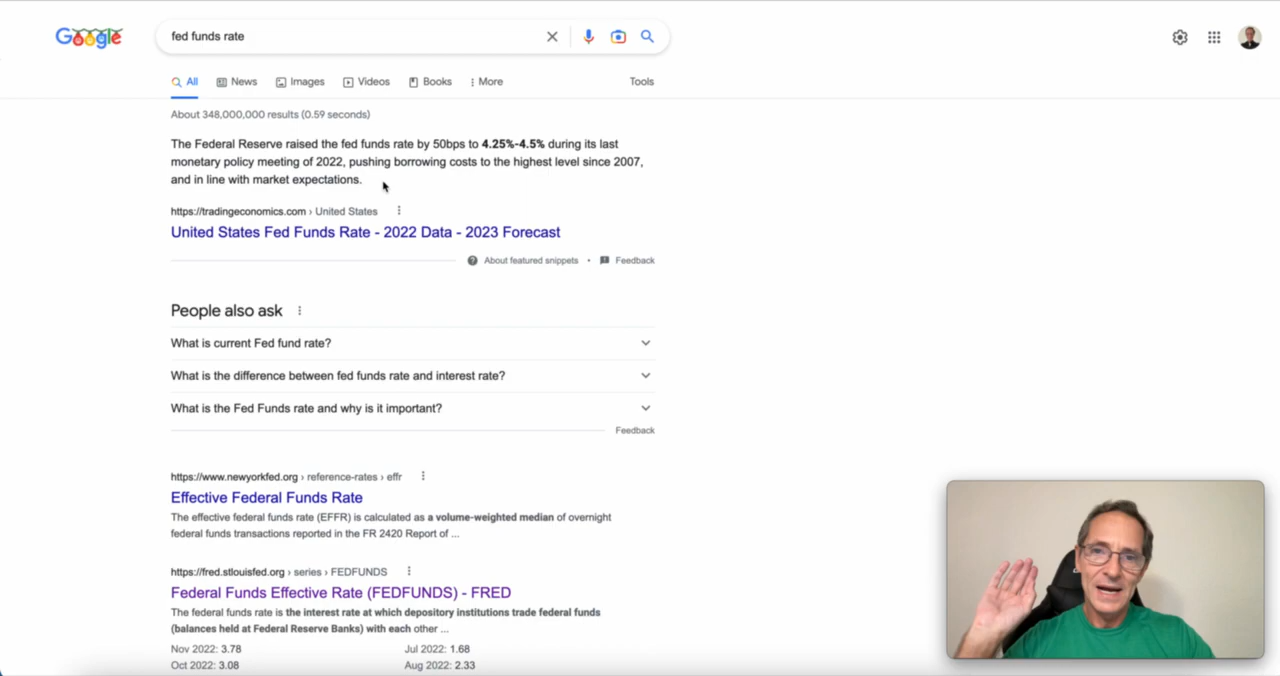 Google
fed funds rate
All
News
Images
Videos
Books
More
Tools
About 348,000,000 results (0.59 seconds)
The Federal Reserve raised the fed funds rate by 50bps to 4.25%-4.5% during its last
monetary policy meeting of 2022, pushing borrowing costs to the highest level since 2007,
and in line with market expectations.
https://tradingeconomics.com › United States
United States Fed Funds Rate - 2022 Data - 2023 Forecast
About featured snippets • Feedback
People also ask
What is current Fed fund rate?
What is the difference between fed funds rate and interest rate?
What is the Fed Funds rate and why is it important?
Feedback
https://www.newyorkfed.org › reference-rates › effr
Effective Federal Funds Rate
The effective federal funds rate (EFFR) is calculated as a volume-weighted median of overnight
federal funds transactions reported in the FR 2420 Report of ...
https://fred.stlouisfed.org › series › FEDFUNDS
Federal Funds Effective Rate (FEDFUNDS) - FRED
The federal funds rate is the interest rate at which depository institutions trade federal funds
(balances held at Federal Reserve Banks) with each other ...
Nov 2022: 3.78
Jul 2022: 1.68
Oct 2022: 3.08
Aug 2022: 2.33